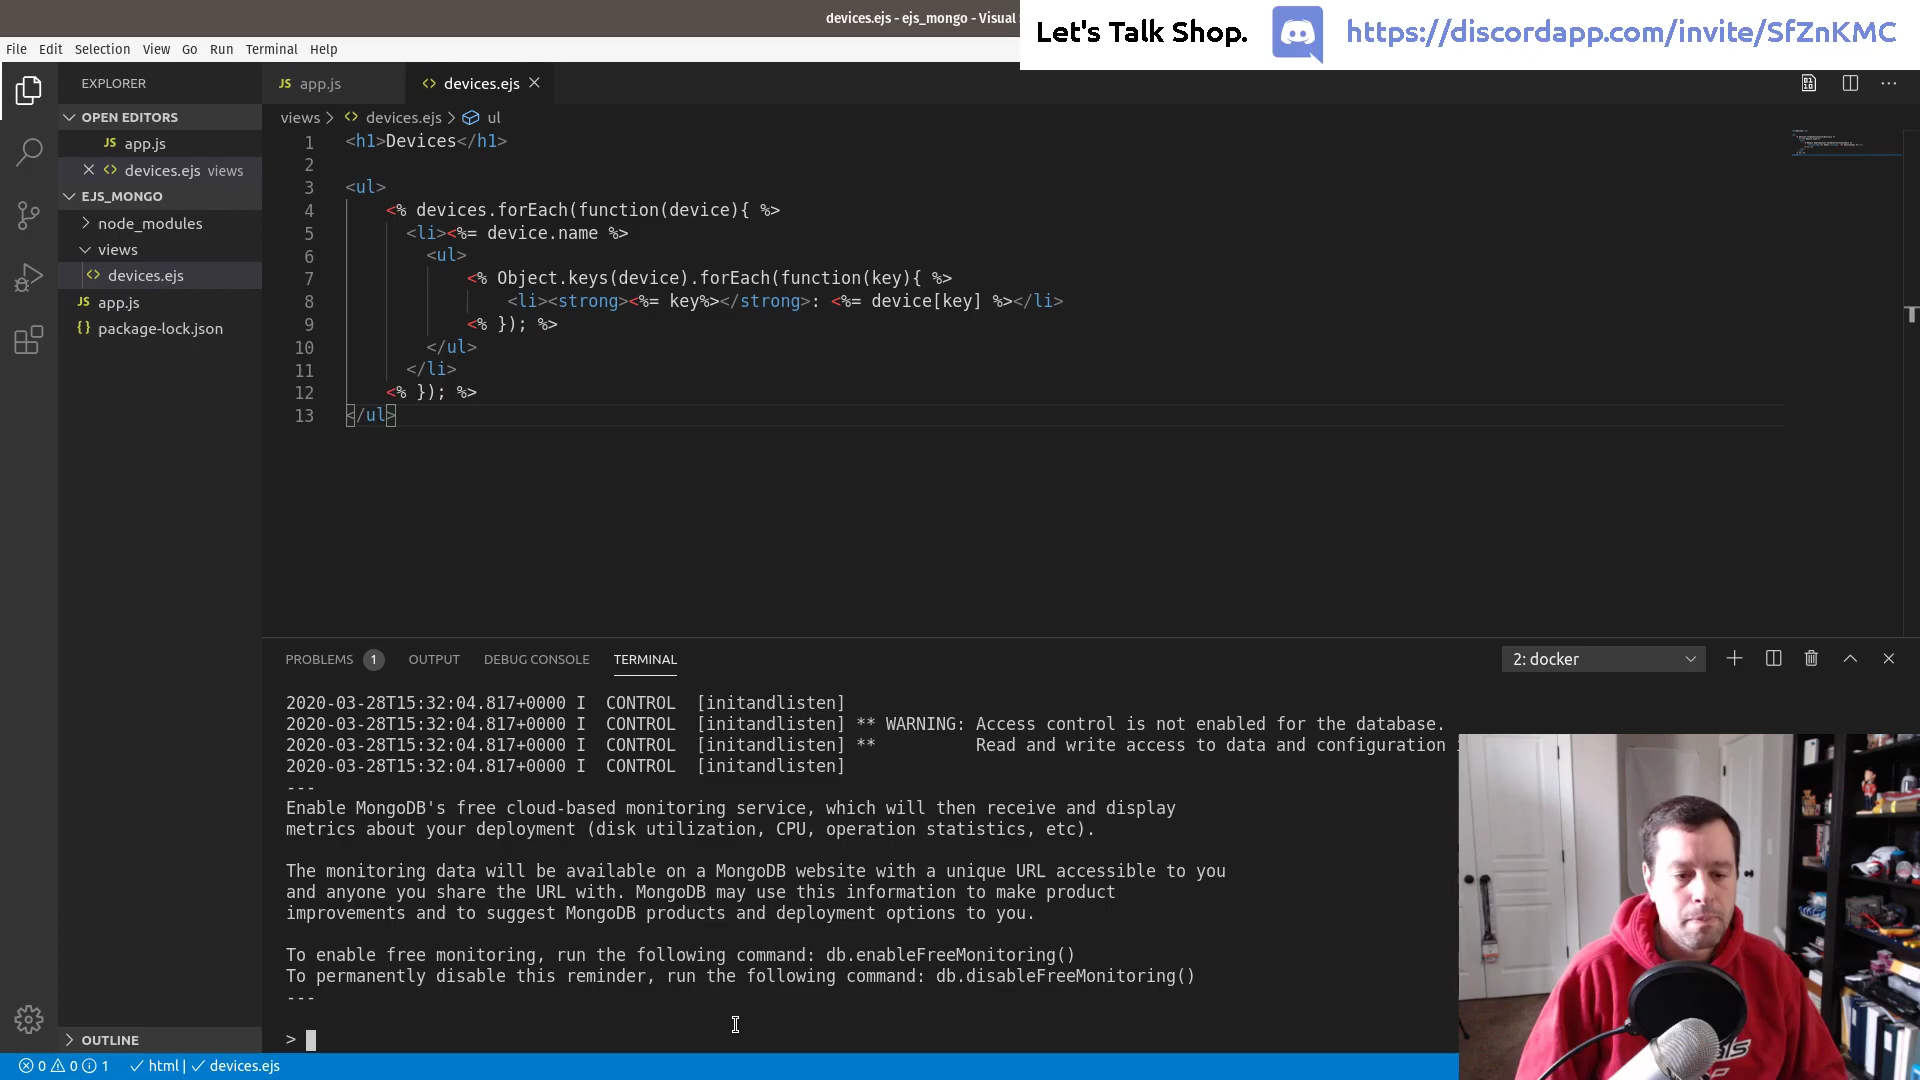 devices.ejs - ejs_mongo - Visual
Let's Talk Shop.
https://discordapp.com/invite/SfZnKMC
File Edit Selection View Go Run Terminal Help
EXPLORER
JS app.js
devices.ejs
OPEN EDITORS
JS app.js
devices.ejs views
EJS_MONGO
node_modules
views
devices.ejs
JS app.js
{} package-lock.json
OUTLINE
views > devices.ejs > ul
1 <h1>Devices</h1>
2
3 <ul>
4 <% devices.forEach(function(device){ %>
5 <li><%= device.name %>
6 <ul>
7 <% Object.keys(device).forEach(function(key){ %>
8 <li><strong><%= key%></strong>: <%= device[key] %></li>
9 <% }); %>
10 </ul>
11 </li>
12 <% }); %>
13 </ul>
PROBLEMS 1 OUTPUT DEBUG CONSOLE TERMINAL
2: docker
2020-03-28T15:32:04.817+0000 I CONTROL [initandlisten]
2020-03-28T15:32:04.817+0000 I CONTROL [initandlisten] ** WARNING: Access control is not enabled for the database.
2020-03-28T15:32:04.817+0000 I CONTROL [initandlisten] ** Read and write access to data and configuration
2020-03-28T15:32:04.817+0000 I CONTROL [initandlisten]
---
Enable MongoDB's free cloud-based monitoring service, which will then receive and display
metrics about your deployment (disk utilization, CPU, operation statistics, etc).
The monitoring data will be available on a MongoDB website with a unique URL accessible to you
and anyone you share the URL with. MongoDB may use this information to make product
improvements and to suggest MongoDB products and deployment options to you.
To enable free monitoring, run the following command: db.enableFreeMonitoring()
To permanently disable this reminder, run the following command: db.disableFreeMonitoring()
---
>
0 0 1 html | devices.ejs